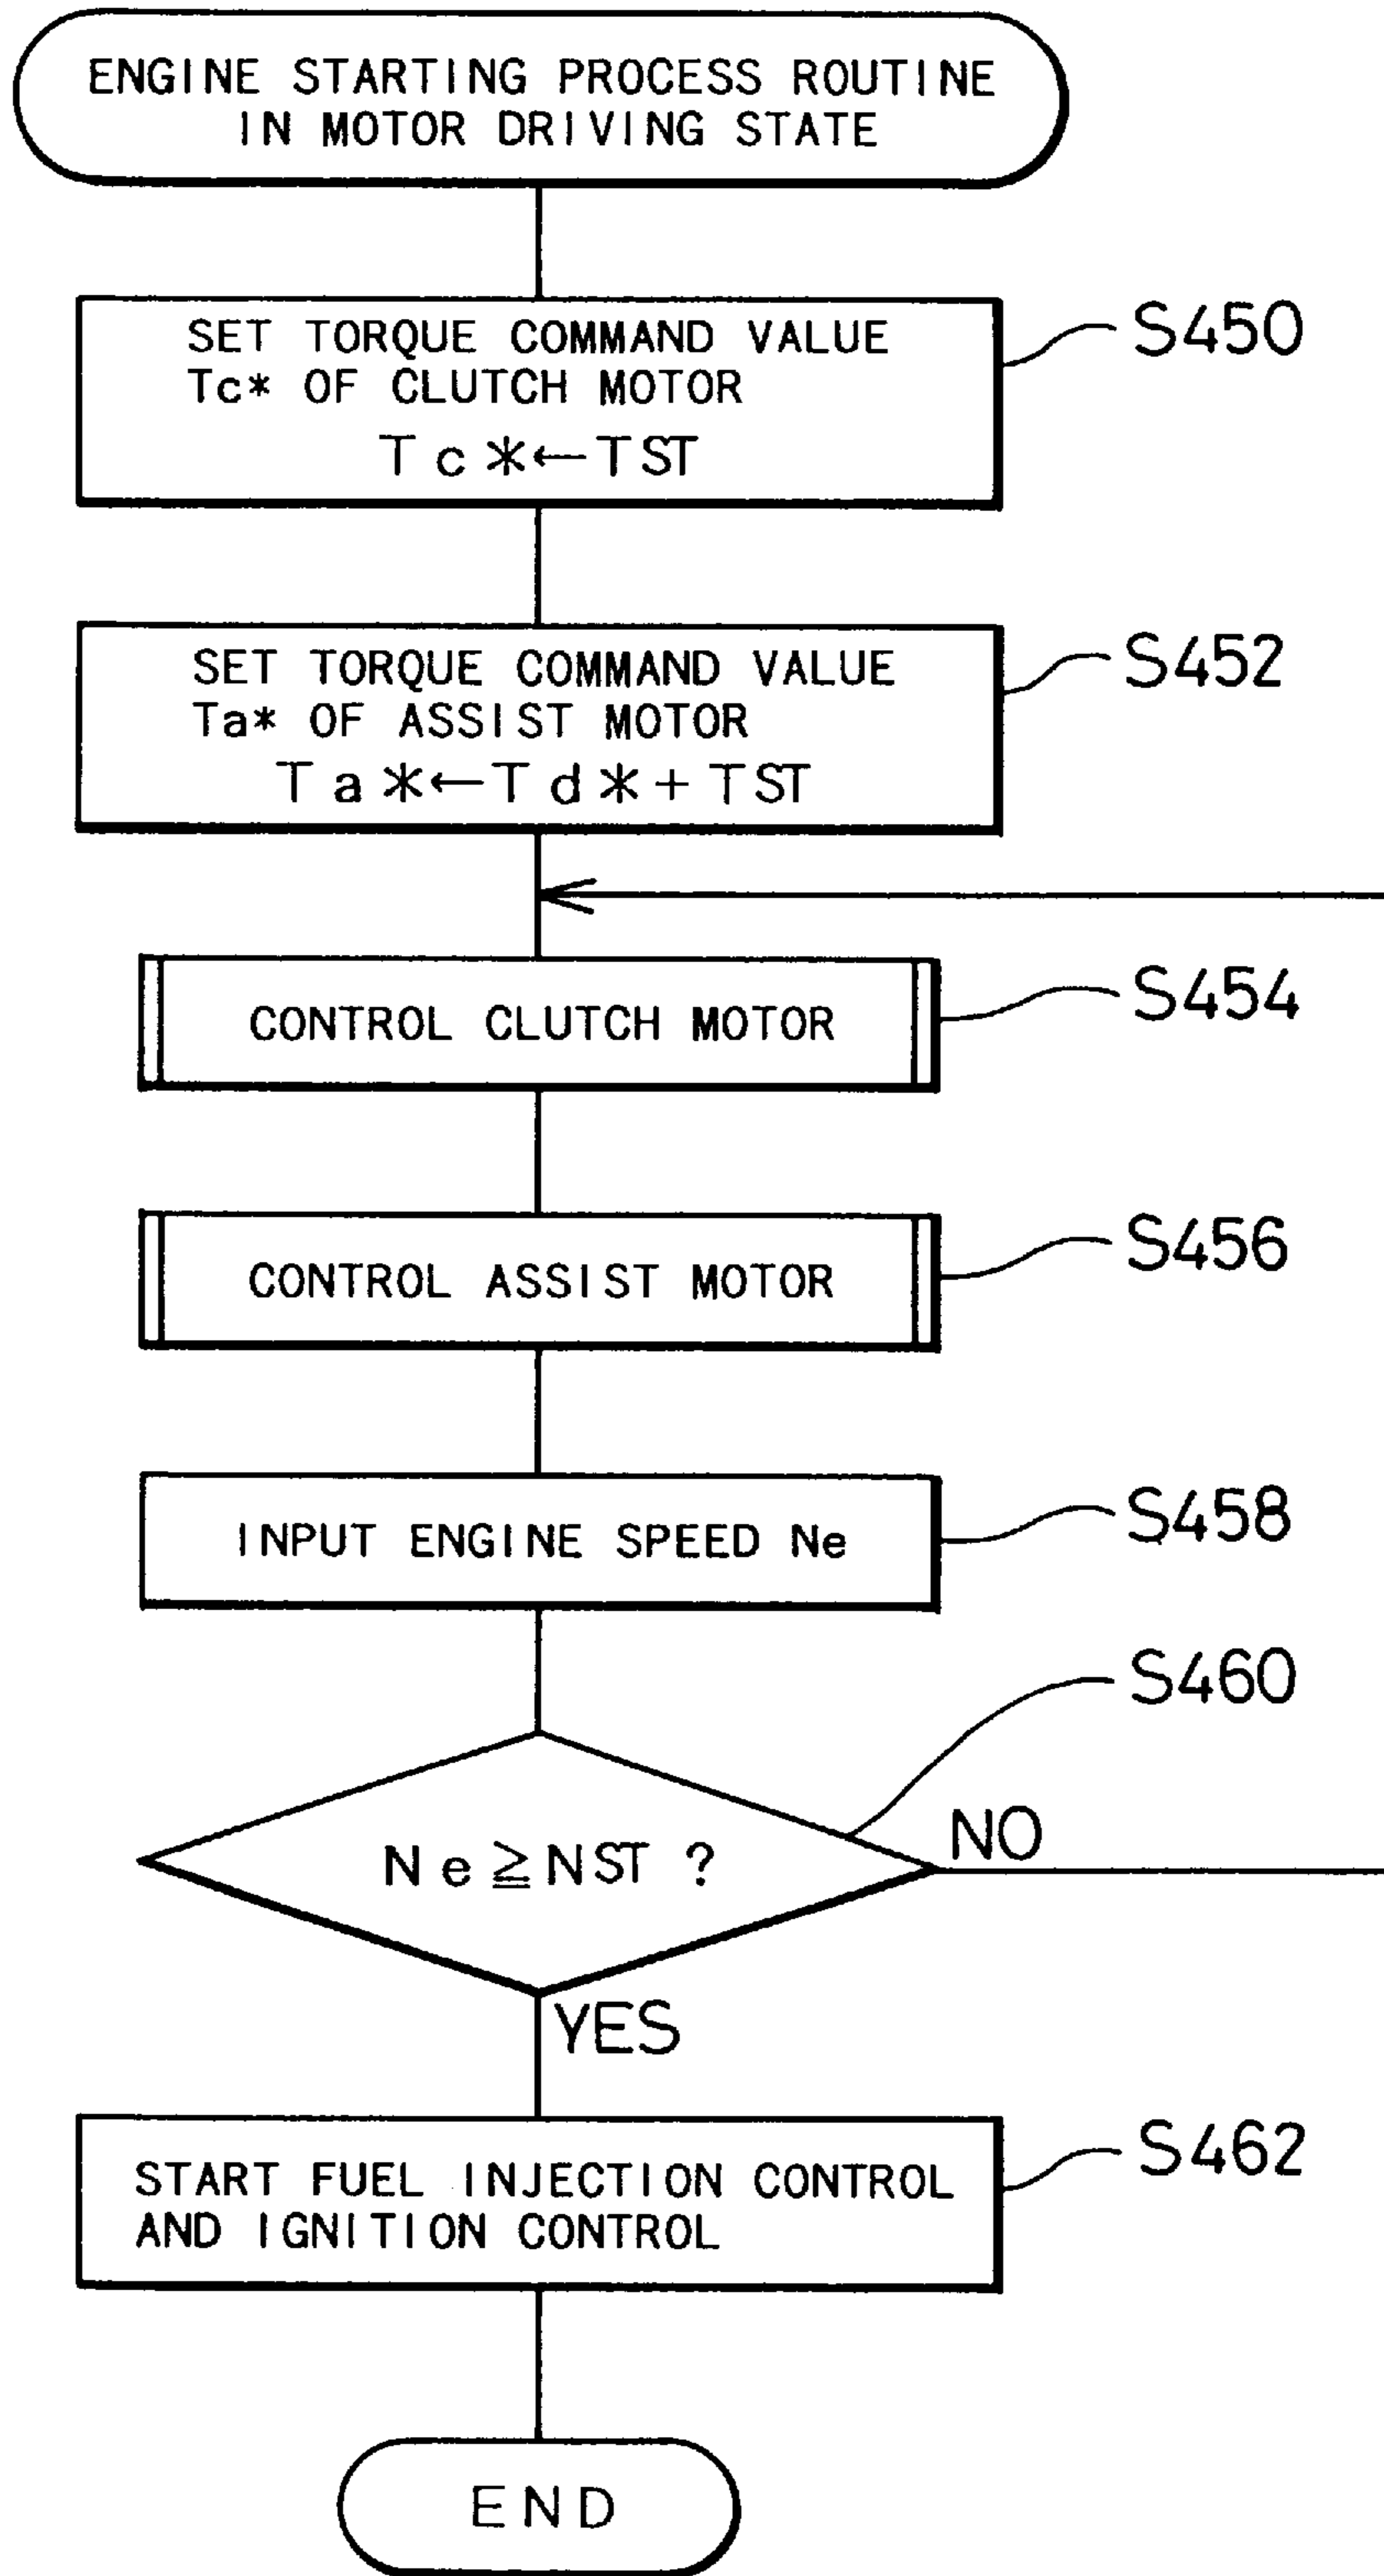 ENGINE STARTING PROCESS ROUTINE
IN MOTOR DRIVING STATE
SET TORQUE COMMAND VALUE
Tc* OF CLUTCH MOTOR
Tc*←TST
S450
SET TORQUE COMMAND VALUE
Ta* OF ASSIST MOTOR
Ta*←Td*+TST
S452
CONTROL CLUTCH MOTOR
S454
CONTROL ASSIST MOTOR
S456
INPUT ENGINE SPEED Ne
S458
S460
Ne≧NST ?
NO
YES
START FUEL INJECTION CONTROL
AND IGNITION CONTROL
S462
END